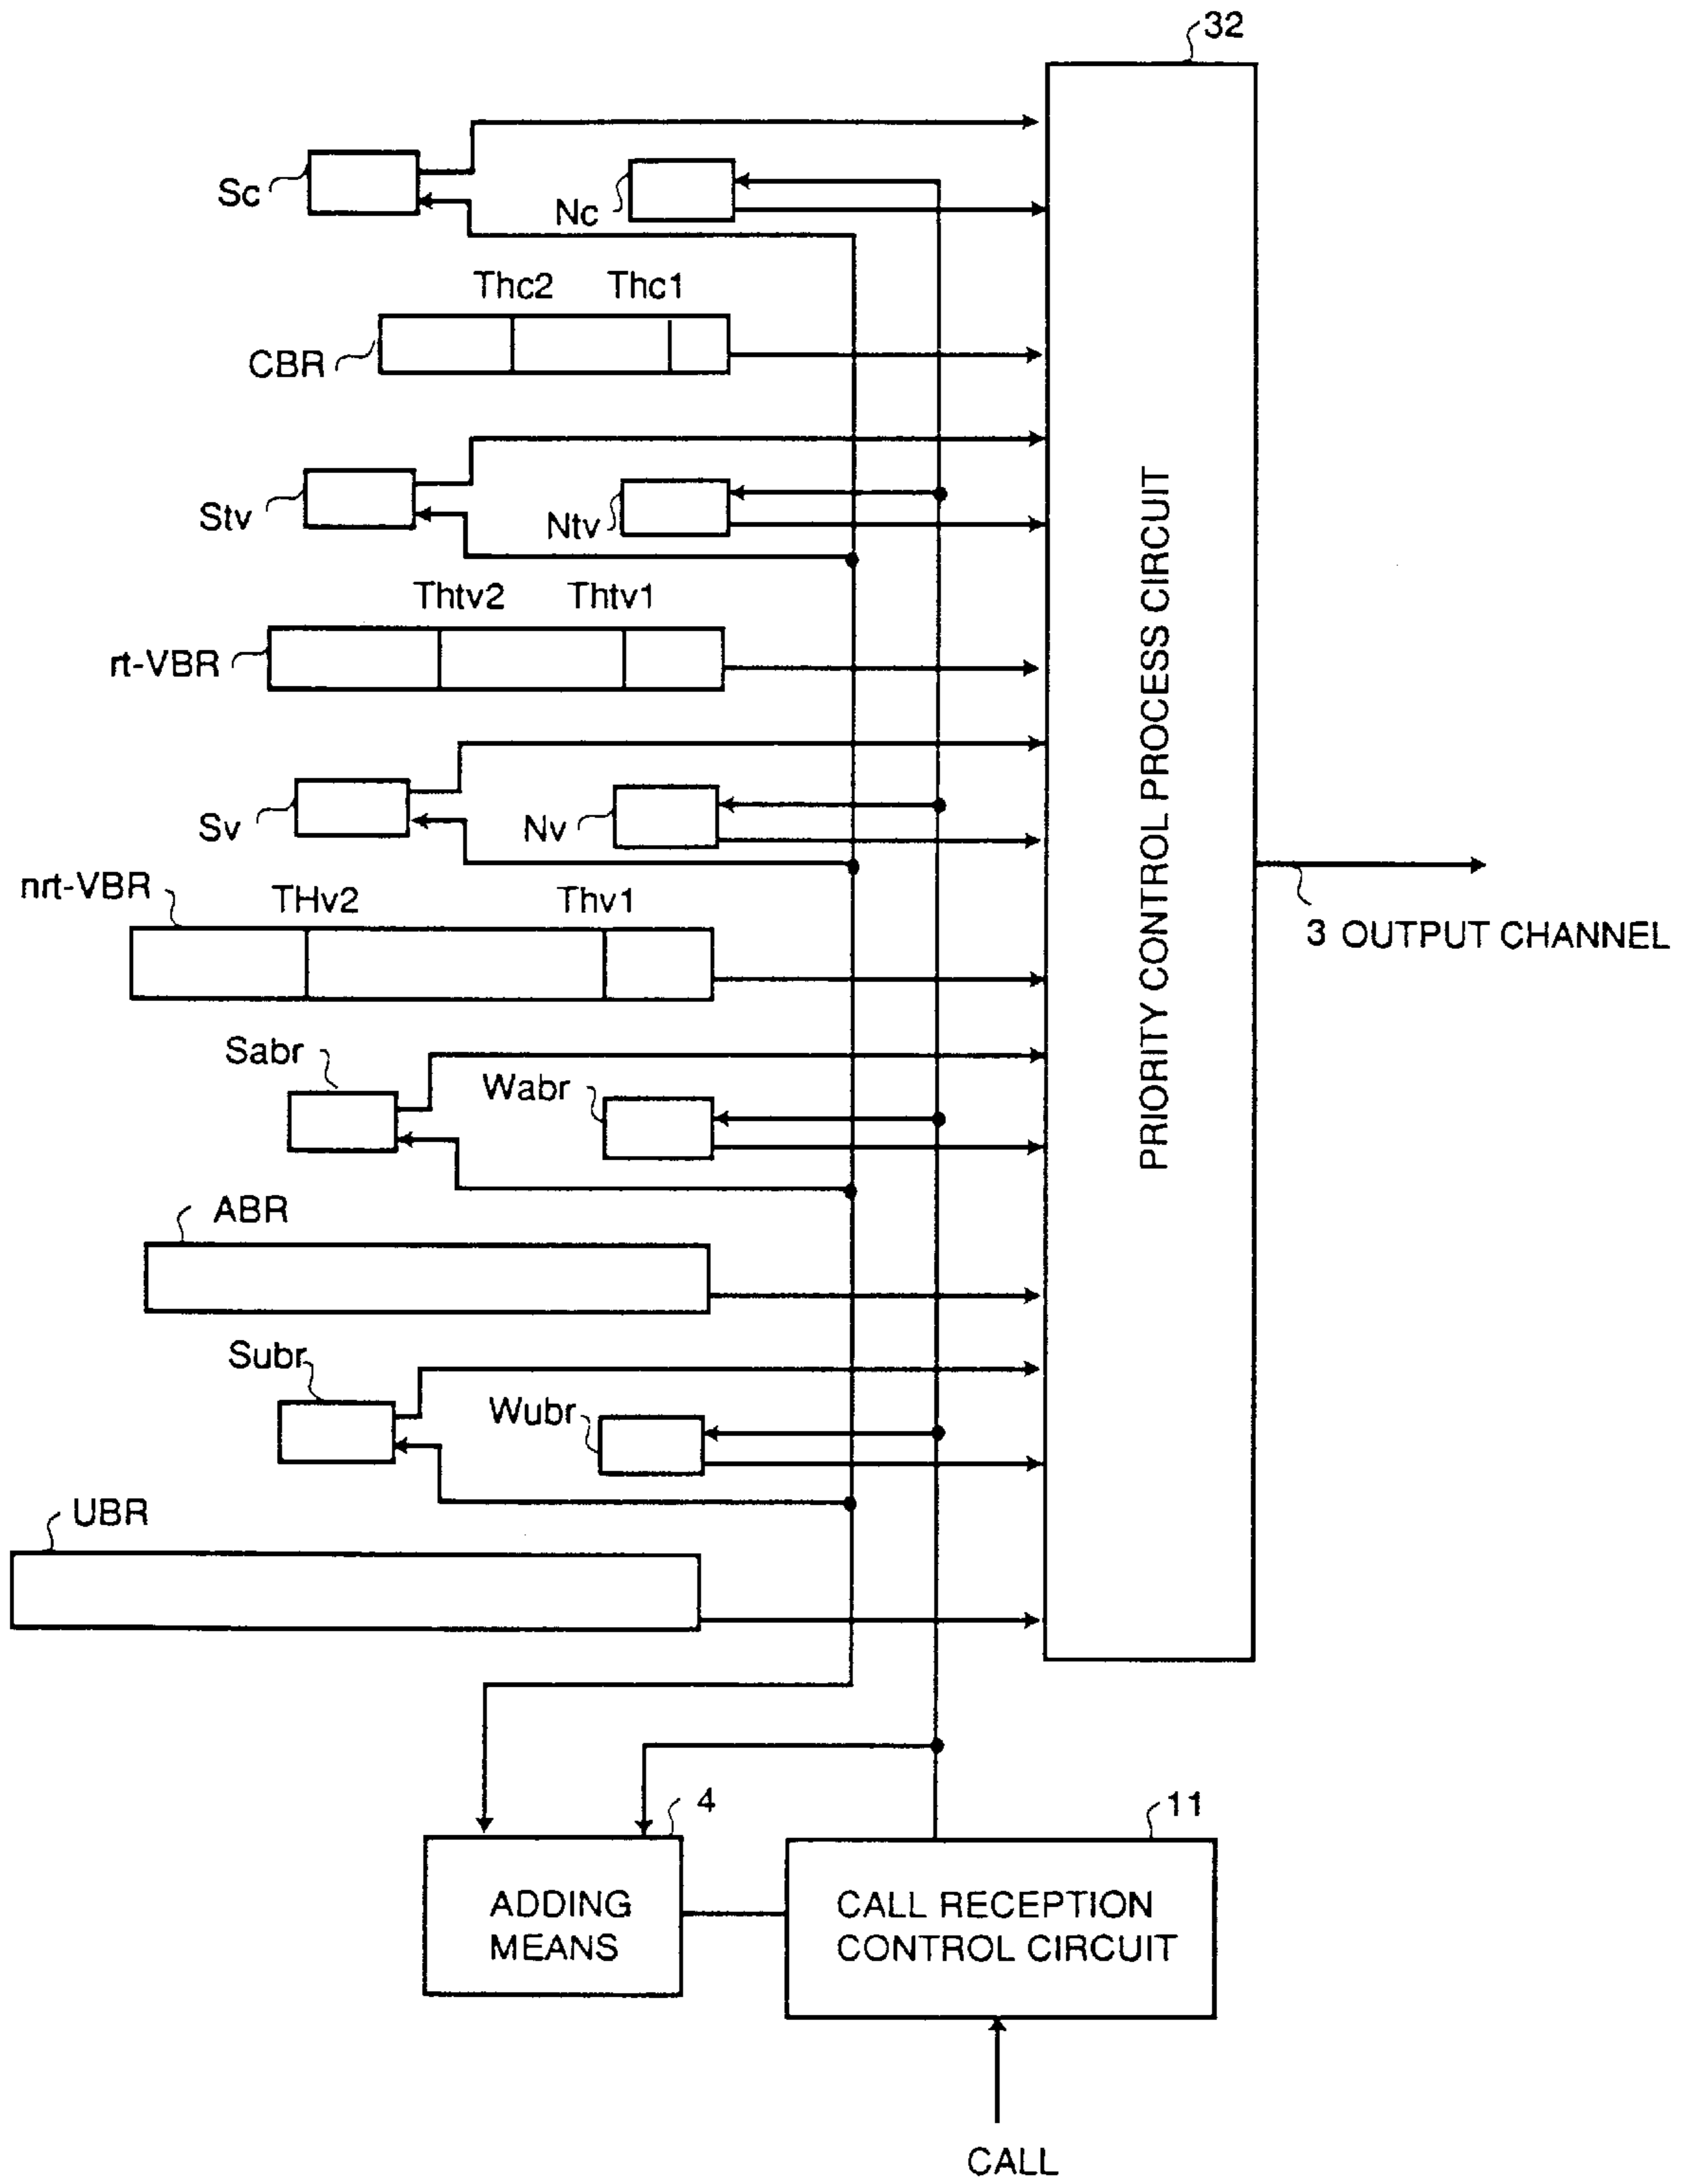 32
Sc
Nc
Thc2 Thc1
CBR
Stv
Ntv
Thtv2 Thtv1
rt-VBR
Sv
Nv
PRIORITY CONTROL PROCESS CIRCUIT
nrt-VBR THv2 Thv1
3 OUTPUT CHANNEL
Sabr
Wabr
ABR
Subr
Wubr
UBR
4
11
ADDING
MEANS
CALL RECEPTION
CONTROL CIRCUIT
CALL